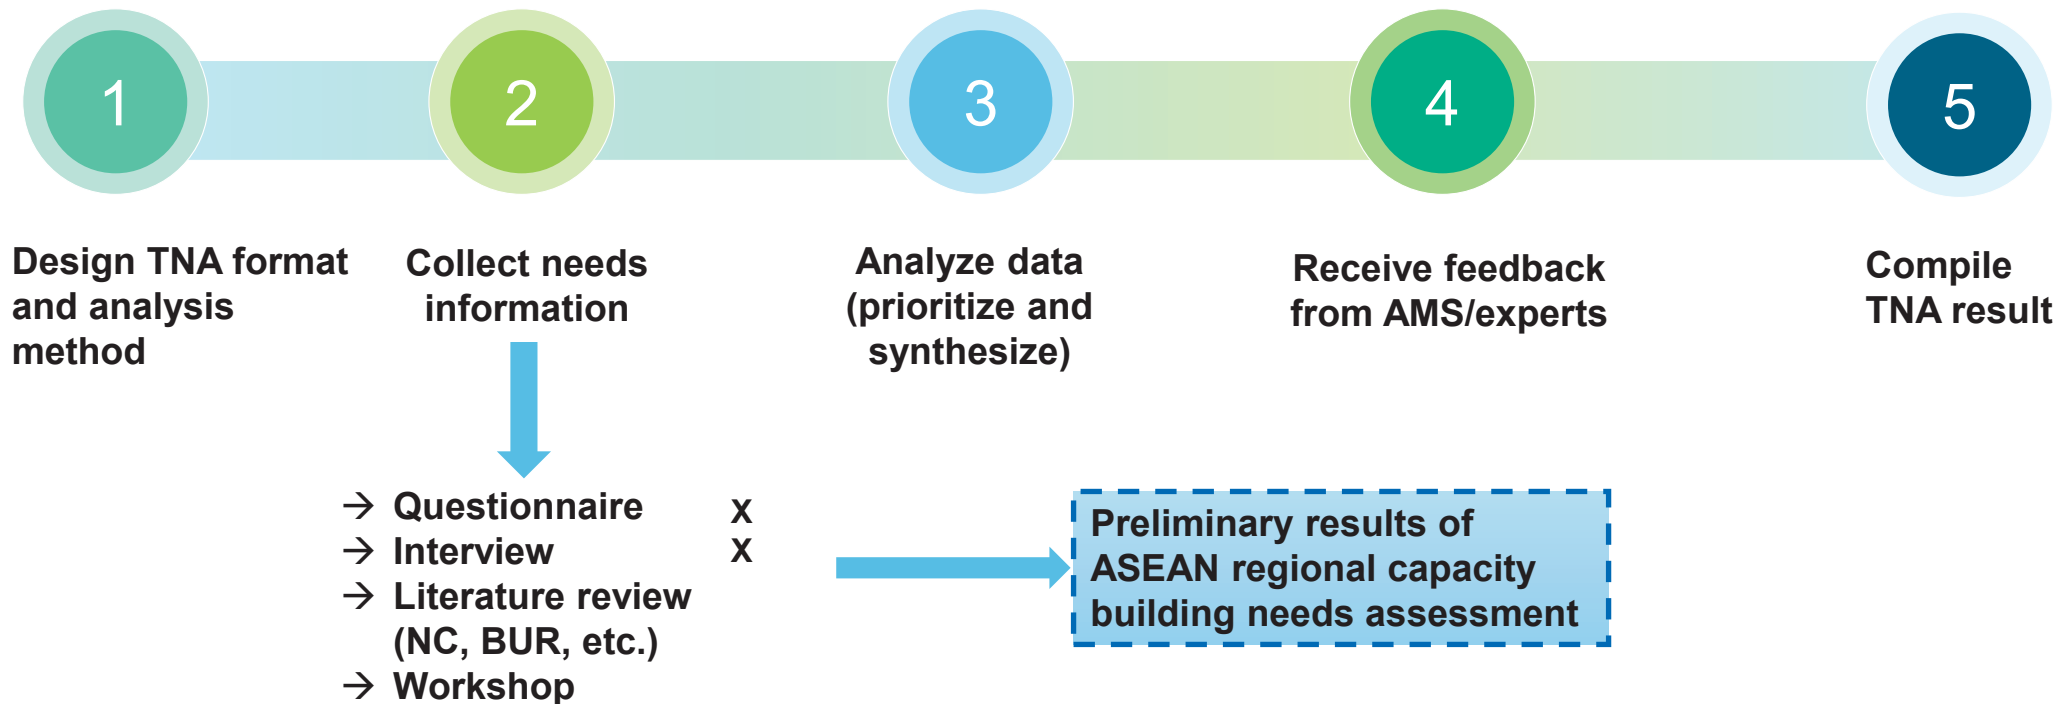 1
2
3
4
5
Design TNA format
and analysis
method
Collect needs
information
Analyze data
(prioritize and
synthesize)
Receive feedback
from AMS/experts
Compile
TNA result
→ Questionnaire x
→ Interview x
→ Literature review
(NC, BUR, etc.)
→ Workshop
Preliminary results of
ASEAN regional capacity
building needs assessment